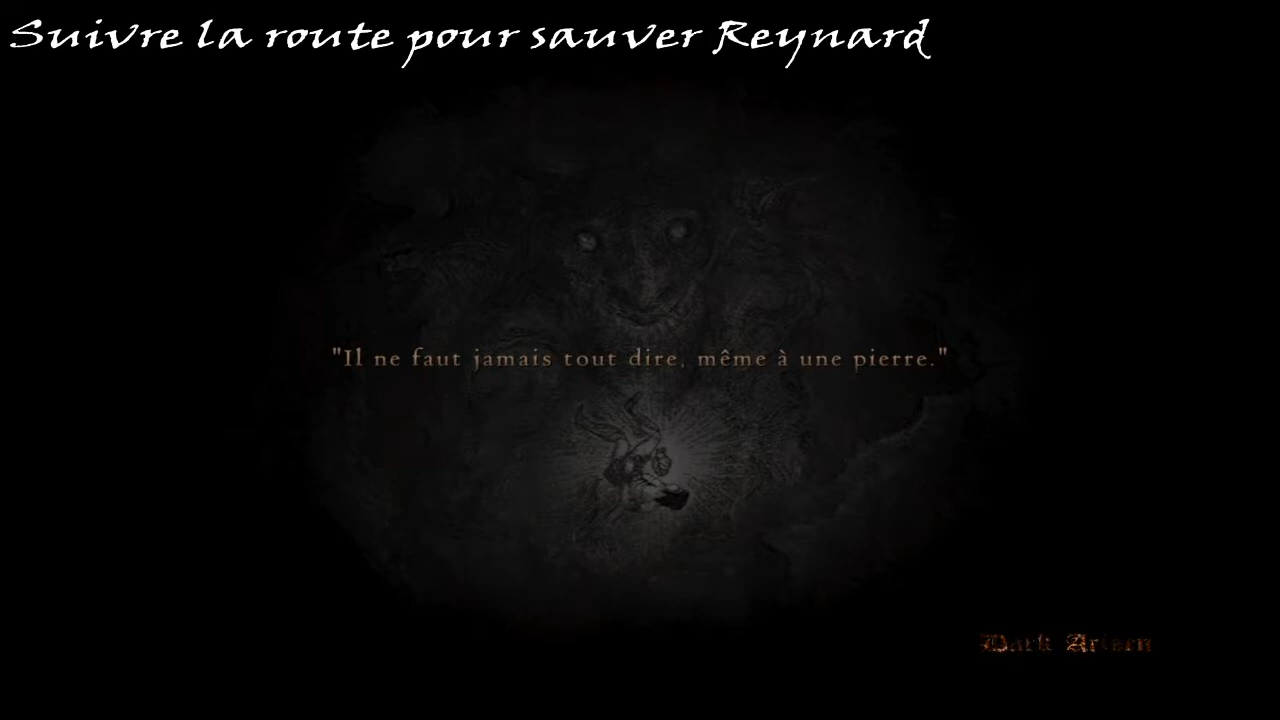 Suivre la route pour sauver Reynard
"Il ne faut jamais tout dire, même à une pierre."
Dark Arisen